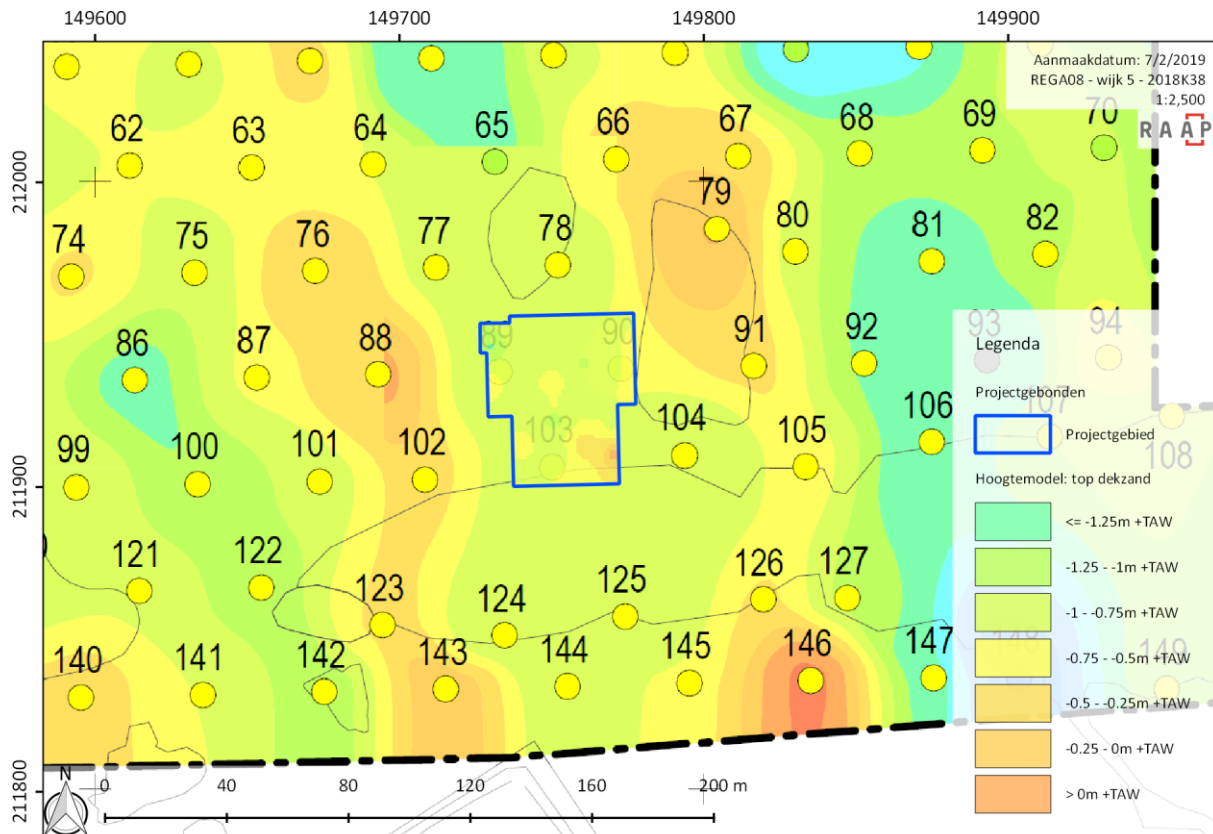 149600 149700 149800 149900
Aanmaakdatum: 7/2/2019
REGA08 - wijk 5 - 2018K38
1:2,500
RAAP
62 63 64 65 66 67 68 69 70
212000
74 75 76 77 78 79 80 81 82
86 87 88 89 90 91 92 93 94
99 100 101 102 103 104 105 106 107 108
211900
121 122 123 124 125 126 127
140 141 142 143 144 145 146 147 148 149
211800
Legenda
Projectgebonden
Projectgebied
Hoogtemodel: top dekzand
<= -1.25m +TAW
-1.25 - -1m +TAW
-1 - -0.75m +TAW
-0.75 - -0.5m +TAW
-0.5 - -0.25m +TAW
-0.25 - 0m +TAW
> 0m +TAW
N
0 40 80 120 160 200 m